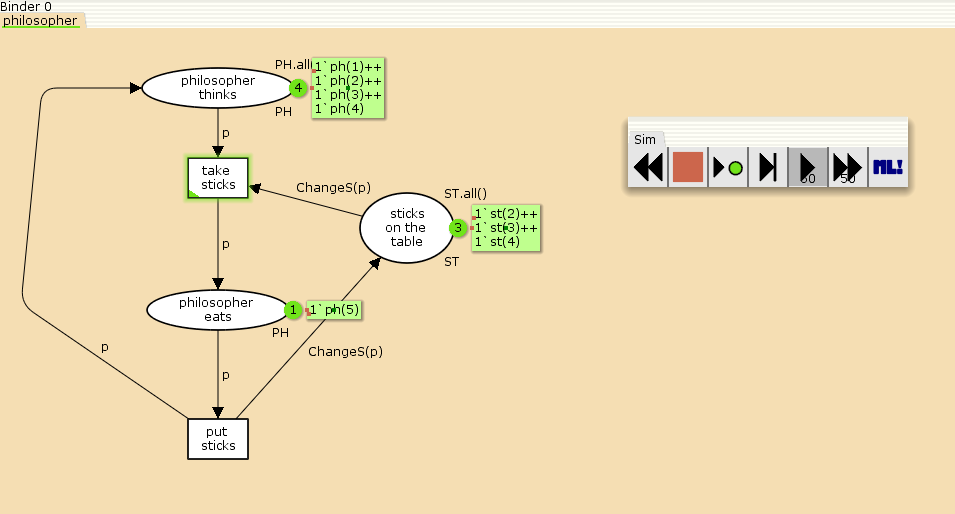 Binder 0
philosopher
philosopher
thinks
PH.all
4
1`ph(1)++
1`ph(2)++
1`ph(3)++
1`ph(4)
PH
p
Sim
50
50
ML!
take
sticks
ChangeS(p)
ST.all()
sticks
on the
table
3
1`st(2)++
1`st(3)++
1`st(4)
ST
p
philosopher
eats
1
1`ph(5)
PH
ChangeS(p)
p
p
put
sticks